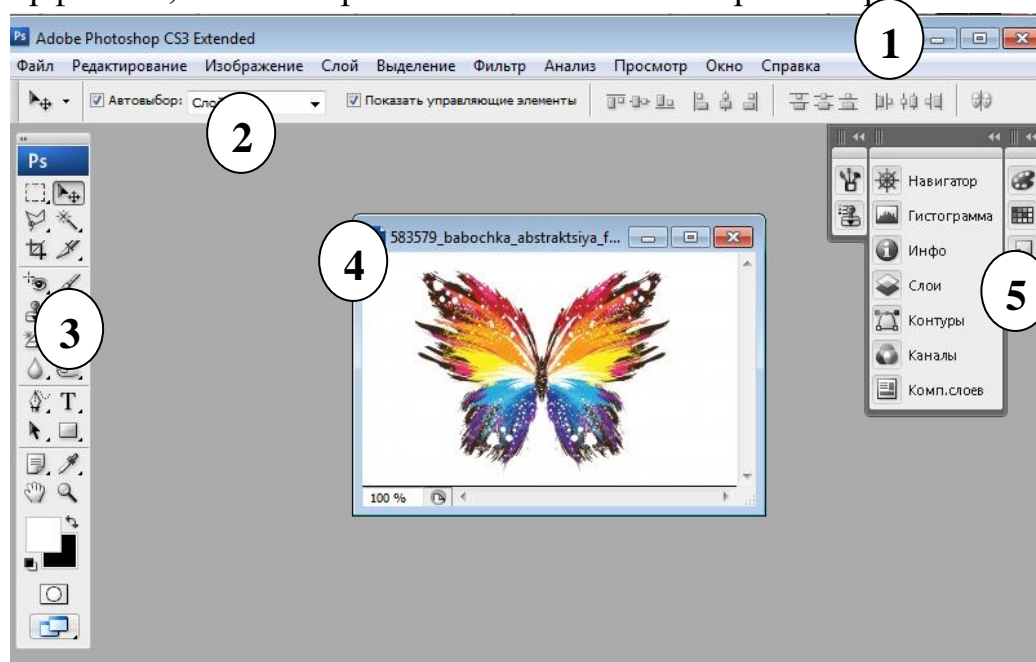 1
Adobe Photoshop CS3 Extended
Файл Редактирование Изображение Слой Выделение Фильтр Анализ Просмотр Окно Справка
Автовыбор: Показать управляющие элементы
2
Ps
Навигатор
Гистограмма
583579_babochka_abstraktsiya_f...
4
Инфо
Слои
5
3
Контуры
Каналы
T
Комп.слоев
100 %